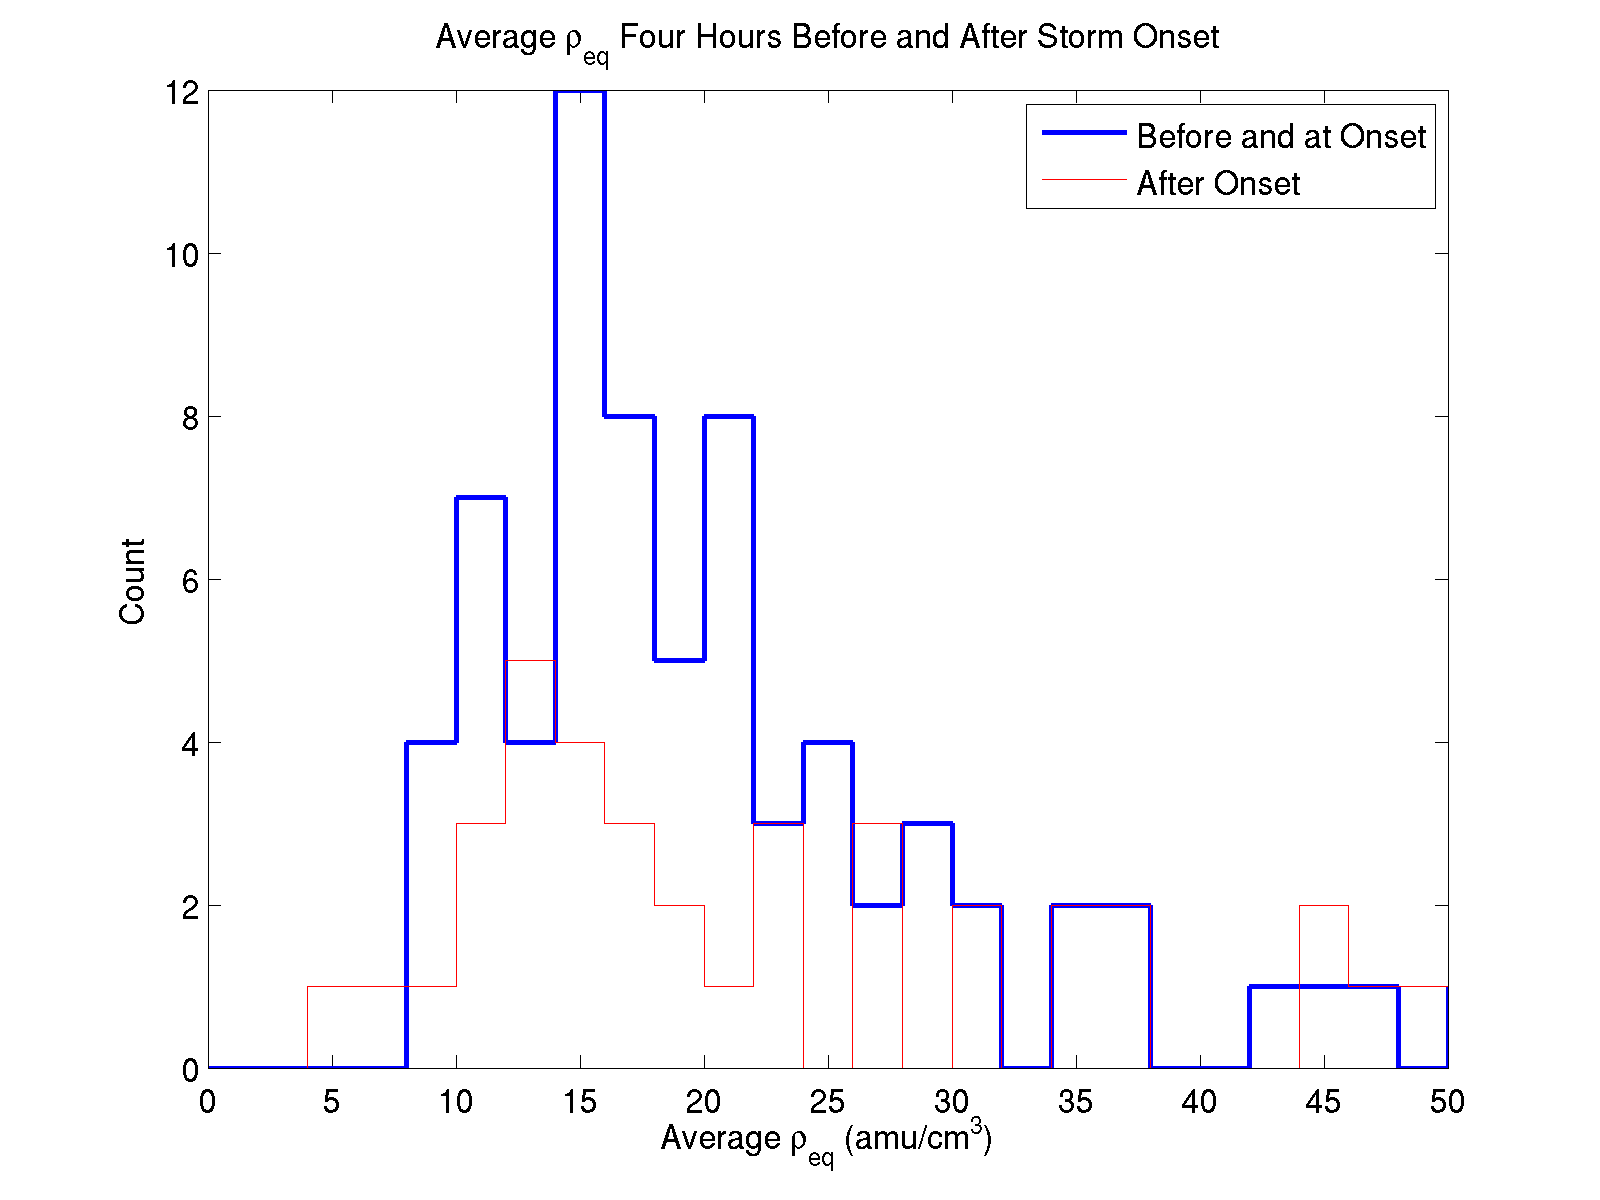 Average ρeq Four Hours Before and After Storm Onset
12
Before and at Onset
After Onset
10
8
6
4
2
0
Count
0 5 10 15 20 25 30 35 40 45 50
Average ρeq (amu/cm³)